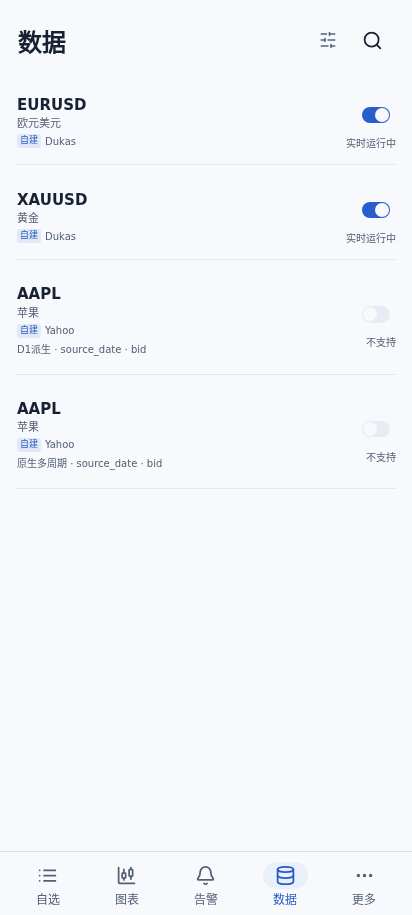 数据
EURUSD
欧元美元
自建 Dukas
实时运行中
XAUUSD
黄金
自建 Dukas
实时运行中
AAPL
苹果
自建 Yahoo
D1派生 · source_date · bid
不支持
AAPL
苹果
自建 Yahoo
原生多周期 · source_date · bid
不支持
自选 图表 告警 数据 更多